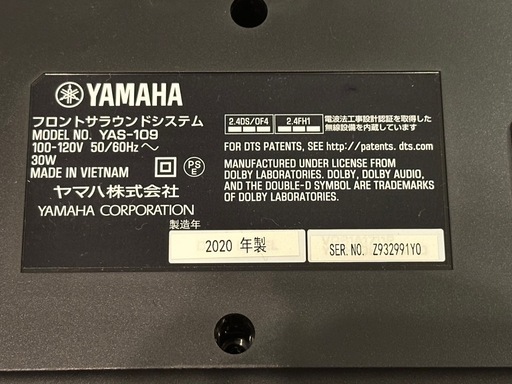 YAMAHA
フロントサラウンドシステム
MODEL NO. YAS-109
100-120V 50/60Hz ～
30W
MADE IN VIETNAM
PS E
ヤマハ株式会社
YAMAHA CORPORATION
2.4DS/OF4 2.4FH1
電波法工事設計認証を取得した
無線設備を内蔵しています
FOR DTS PATENTS, SEE http://patents. dts.com.
MANUFACTURED UNDER LICENSE FROM
DOLBY LABORATORIES. DOLBY, DOLBY AUDIO,
AND THE DOUBLE-D SYMBOL ARE TRADEMARKS
OF DOLBY LABORATORIES.
製造年
2020 年製
SER. NO. Z932991YO